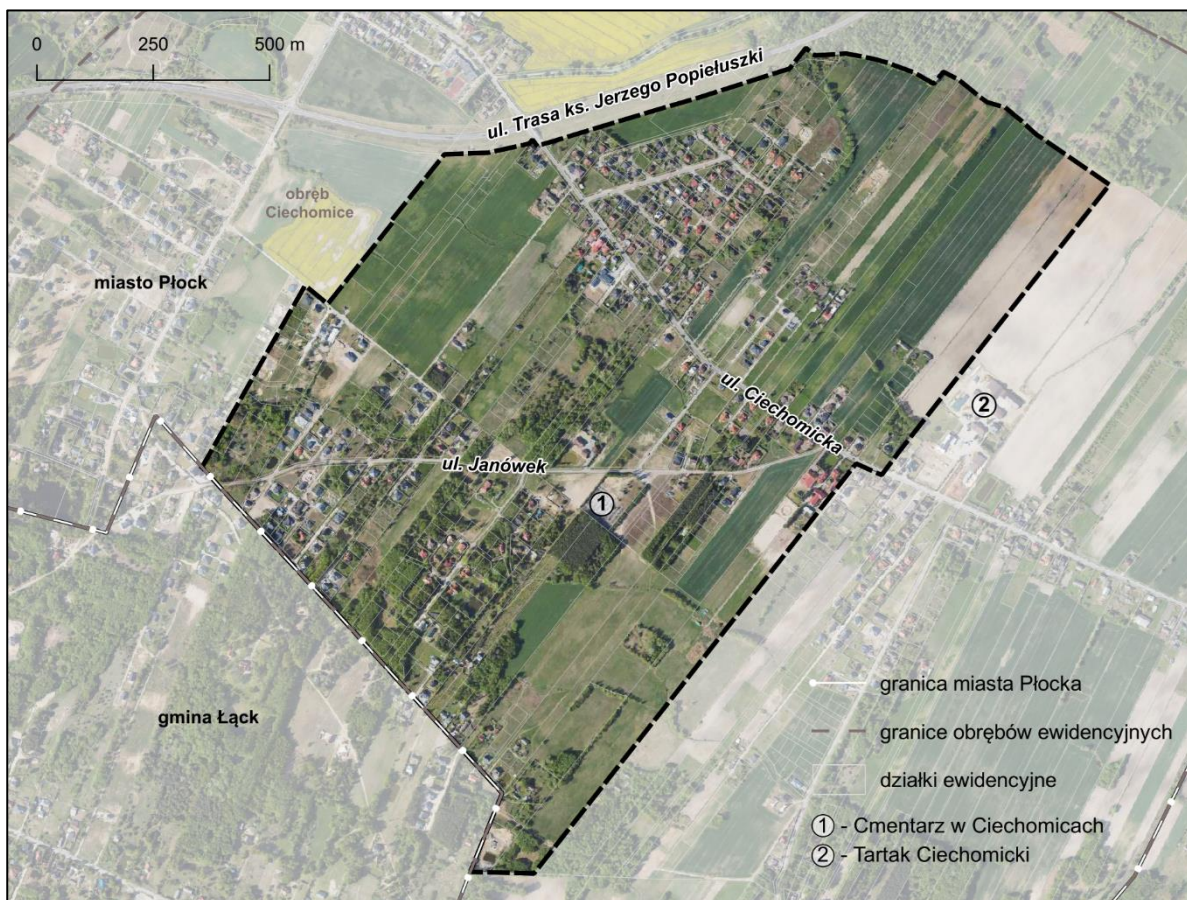 0 250 500 m
ul. Trasa ks. Jerzego Popiełuszki
obręb
Ciechomice
miasto Płock
ul. Ciechomicka
2
ul. Janówek
1
gmina Łąck
granica miasta Płocka
granice obrębów ewidencyjnych
działki ewidencyjne
1 - Cmentarz w Ciechomicach
2 - Tartak Ciechomicki